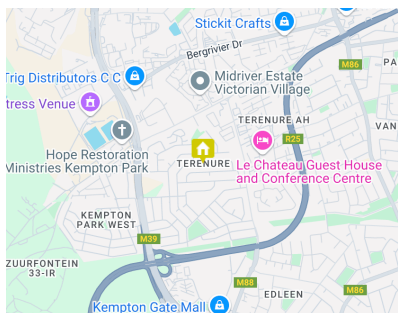 Stickit Crafts
Bergrivier Dr
M86
PA
Trig Distributors C C
Midriver Estate
Victorian Village
tress Venue
TERENURE AH
VAN
R25
Hope Restoration
Ministries Kempton Park
TERENURE
Le Chateau Guest House
and Conference Centre
KEMPTON
PARK WEST
M39
ZUURFONTEIN
33-IR
M88
EDLEEN
M86
Kempton Gate Mall